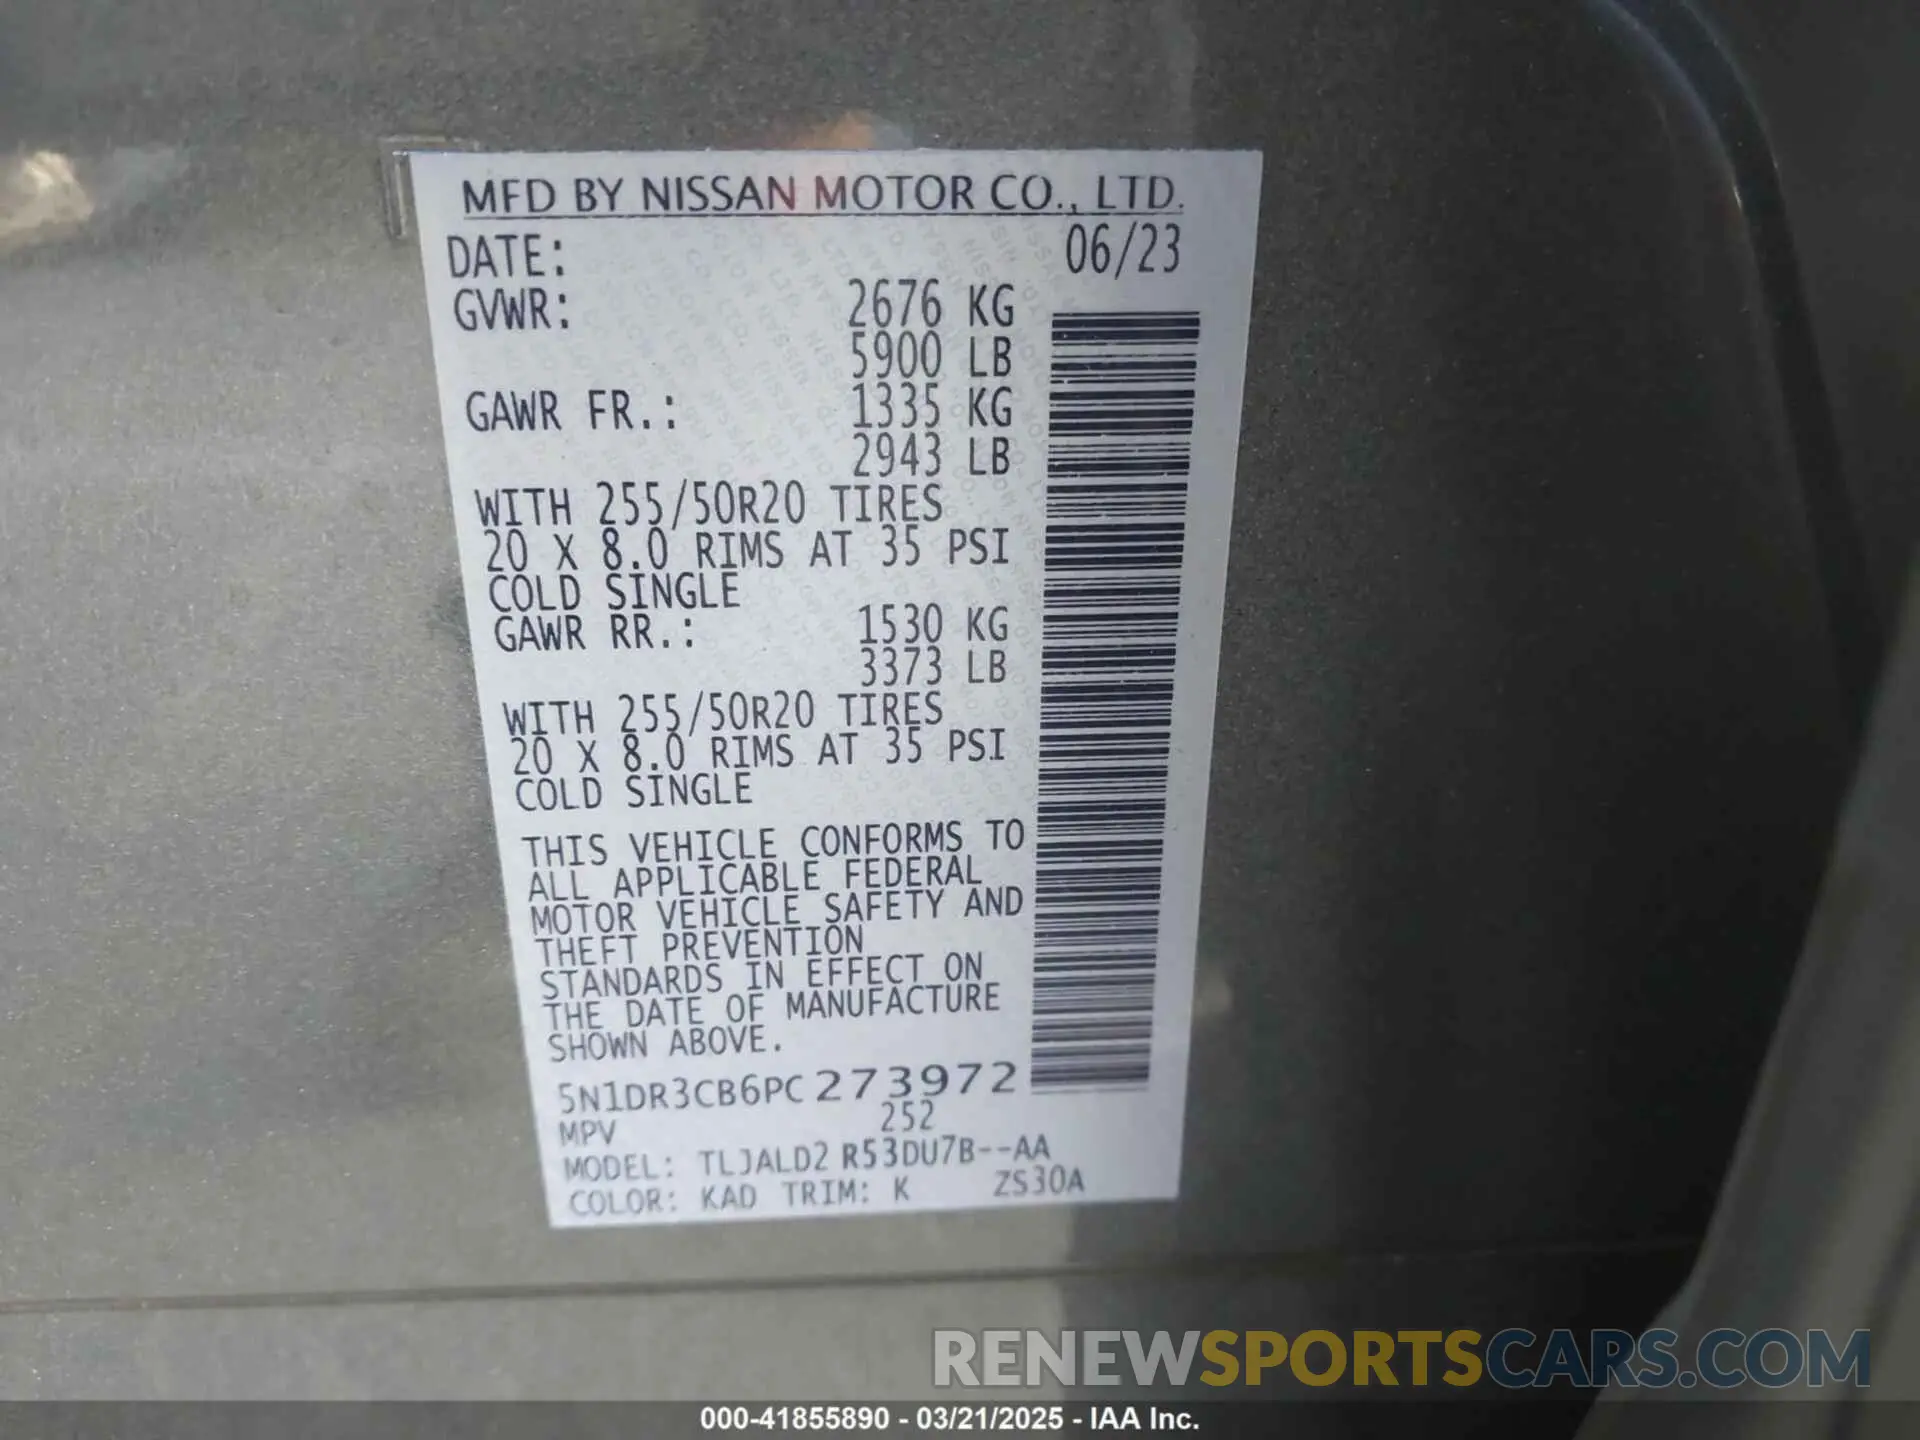 MFD BY NISSAN MOTOR CO., LTD.
DATE: 06/23
GVWR: 2676 KG
5900 LB
GAWR FR.: 1335 KG
2943 LB
WITH 255/50R20 TIRES
20 X 8.0 RIMS AT 35 PSI
COLD SINGLE
GAWR RR.: 1530 KG
3373 LB
WITH 255/50R20 TIRES
20 X 8.0 RIMS AT 35 PSI
COLD SINGLE
THIS VEHICLE CONFORMS TO
ALL APPLICABLE FEDERAL
MOTOR VEHICLE SAFETY AND
THEFT PREVENTION
STANDARDS IN EFFECT ON
THE DATE OF MANUFACTURE
SHOWN ABOVE.
5N1DR3CB6PC273972
MPV 252
MODEL: TLJALD2 R53DU7B--AA
COLOR: KAD TRIM: K ZS30A
RENEWSPORTSCARS.COM
000-41855890 - 03/21/2025 - IAA Inc.